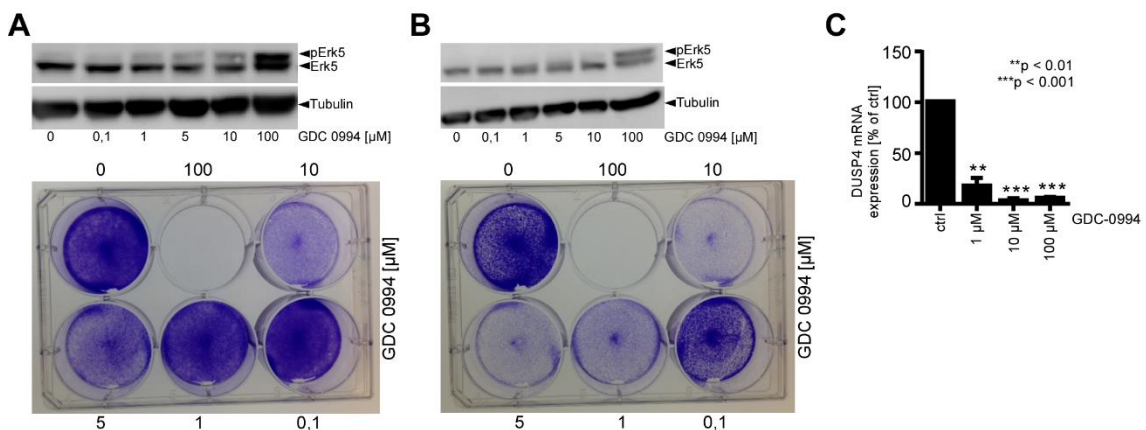 A
pErk5
Erk5
Tubulin
0 0,1 1 5 10 100 GDC 0994 [µM]
0 100 10
GDC 0994 [µM]
5 1 0,1
B
pErk5
Erk5
Tubulin
0 0,1 1 5 10 100 GDC 0994 [µM]
0 100 10
GDC 0994 [µM]
5 1 0,1
C
DUSP4 mRNA
expression [% of ctrl]
150
100
50
0
**p < 0.01
***p < 0.001
** *** ***
ctrl 1 µM 10 µM 100 µM GDC-0994